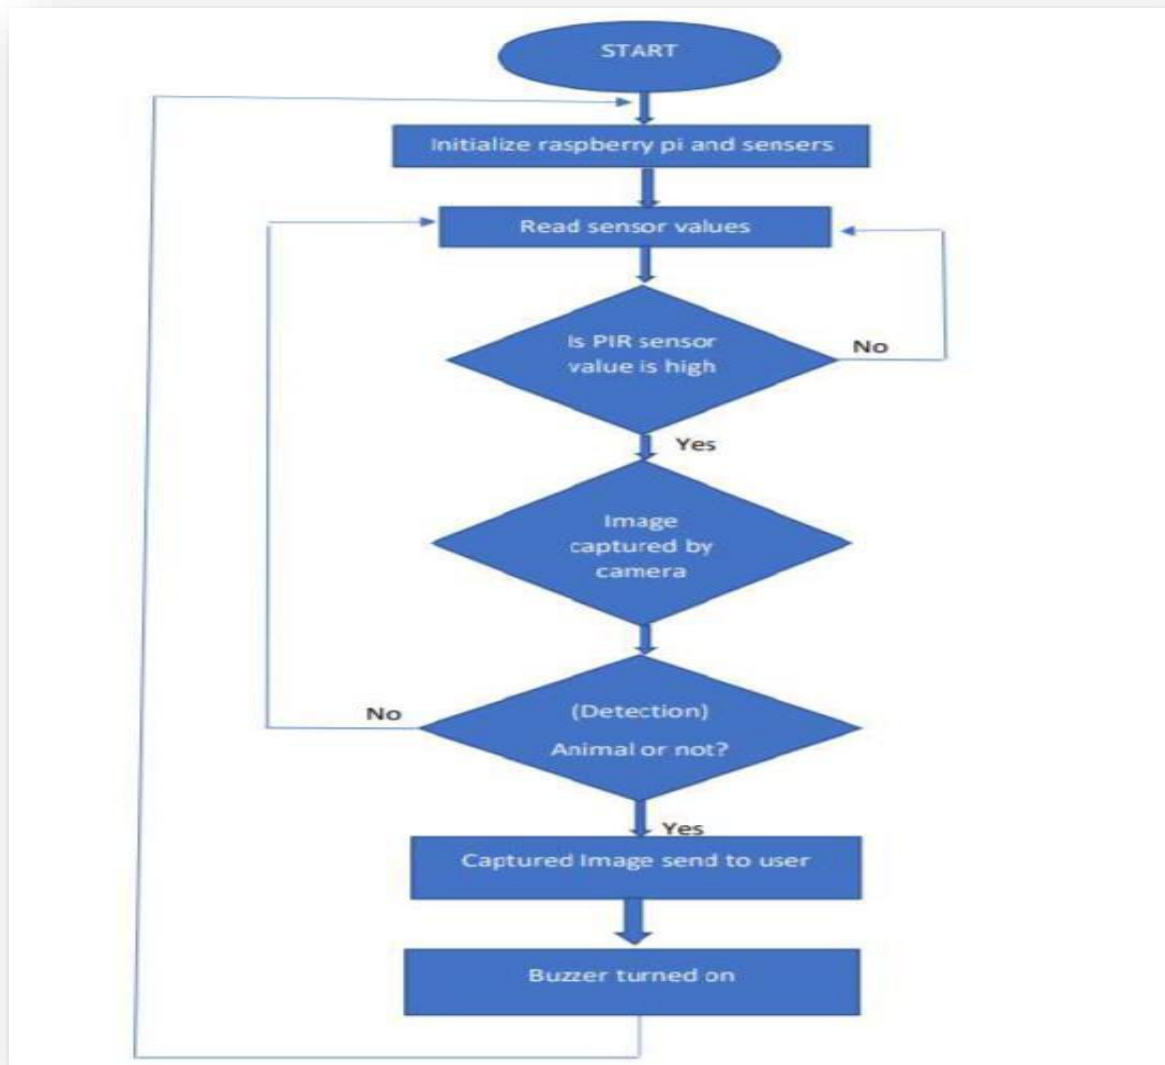 START
Initialize raspberry pi and sensers
Read sensor values
Is PIR sensor
value is high
No
Yes
Image
captured by
camera
(Detection)
Animal or not?
No
Yes
Captured Image send to user
Buzzer turned on